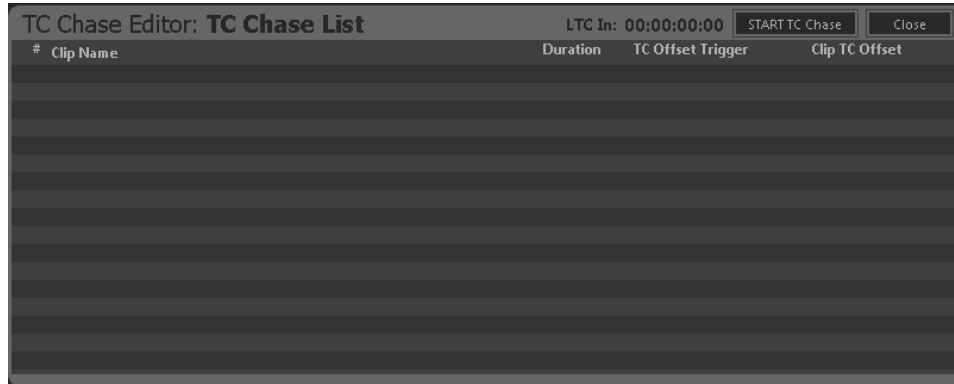 TC Chase Editor: TC Chase List LTC In: 00:00:00:00 START TC Chase Close
# Clip Name Duration TC Offset Trigger Clip TC Offset